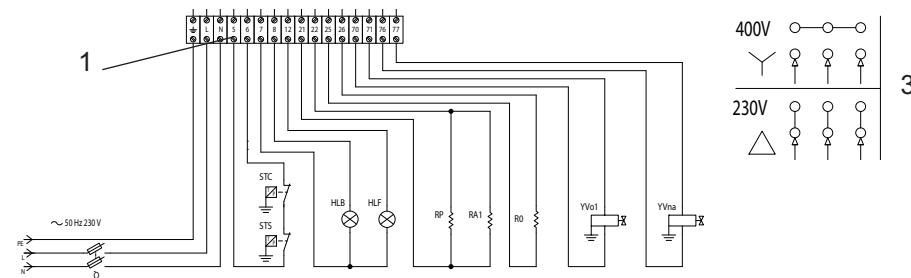 L N 5 6 7 8 12 21 22 25 26 70 71 76 77
1
400V
3
230V
STC
STS
HLB
HLF
RP
RA1
R0
YVo1
YVna
~ 50 Hz 230 V
PE
L
N
Q